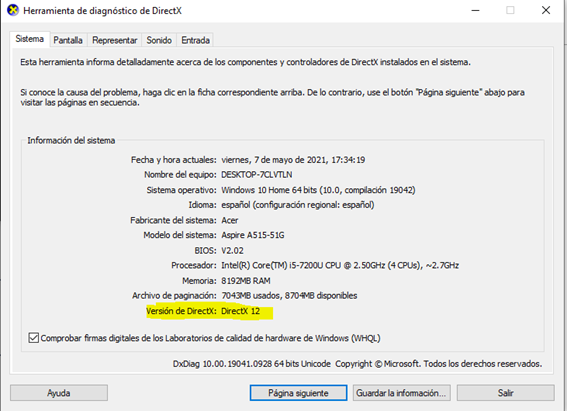 Herramienta de diagnóstico de DirectX
Sistema Pantalla Representar Sonido Entrada
Esta herramienta informa detalladamente acerca de los componentes y controladores de DirectX instalados en el sistema.
Si conoce la causa del problema, haga clic en la ficha correspondiente arriba. De lo contrario, use el botón "Página siguiente" abajo para
visitar las páginas en secuencia.
Información del sistema
Fecha y hora actuales: viernes, 7 de mayo de 2021, 17:34:19
Nombre del equipo: DESKTOP-7CLVTLN
Sistema operativo: Windows 10 Home 64 bits (10.0, compilación 19042)
Idioma: español (configuración regional: español)
Fabricante del sistema: Acer
Modelo del sistema: Aspire A515-51G
BIOS: V2.02
Procesador: Intel(R) Core(TM) i5-7200U CPU @ 2.50GHz (4 CPUs), ~2.7GHz
Memoria: 8192MB RAM
Archivo de paginación: 7043MB usados, 8704MB disponibles
Versión de DirectX: DirectX 12
Comprobar firmas digitales de los Laboratorios de calidad de hardware de Windows (WHQL)
DxDiag 10.00.19041.0928 64 bits Unicode Copyright © Microsoft. Todos los derechos reservados.
Ayuda Página siguiente Guardar la información... Salir